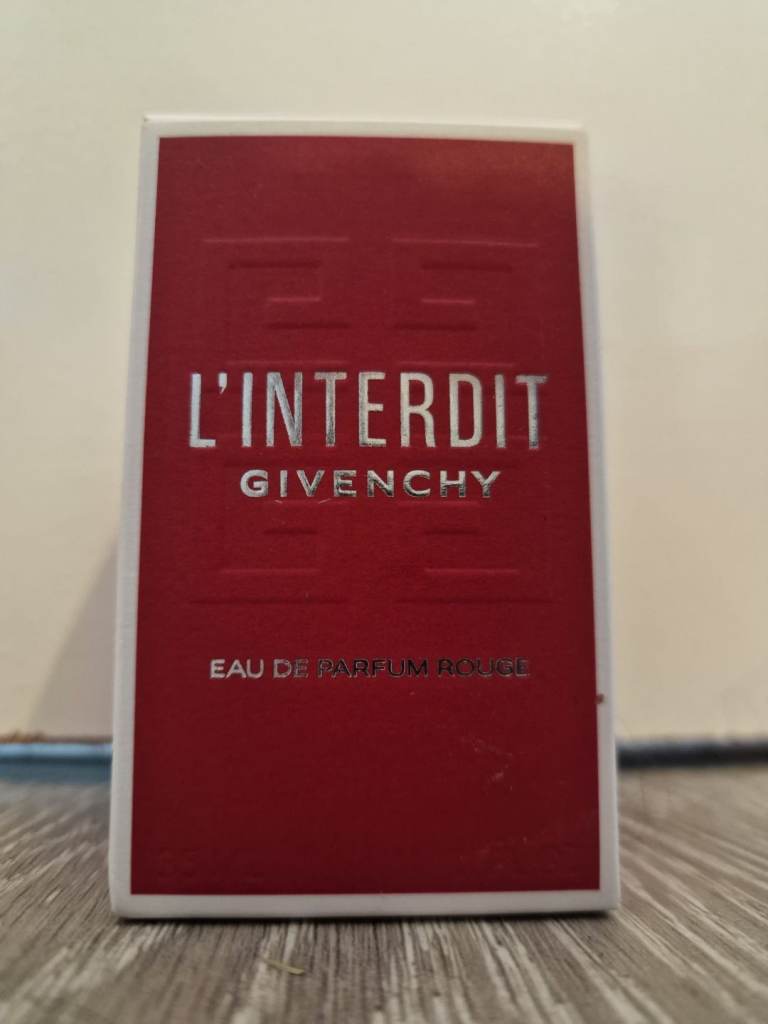 L'INTERDIT
GIVENCHY
EAU DE PARFUM ROUGE